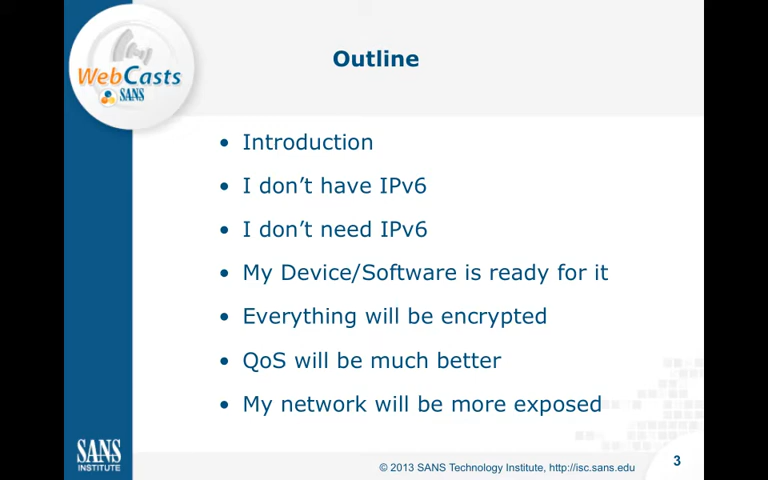 Outline
WebCasts
SANS
• Introduction
• I don't have IPv6
• I don't need IPv6
• My Device/Software is ready for it
• Everything will be encrypted
• QoS will be much better
• My network will be more exposed
SANS
INSTITUTE
© 2013 SANS Technology Institute, http://isc.sans.edu
3